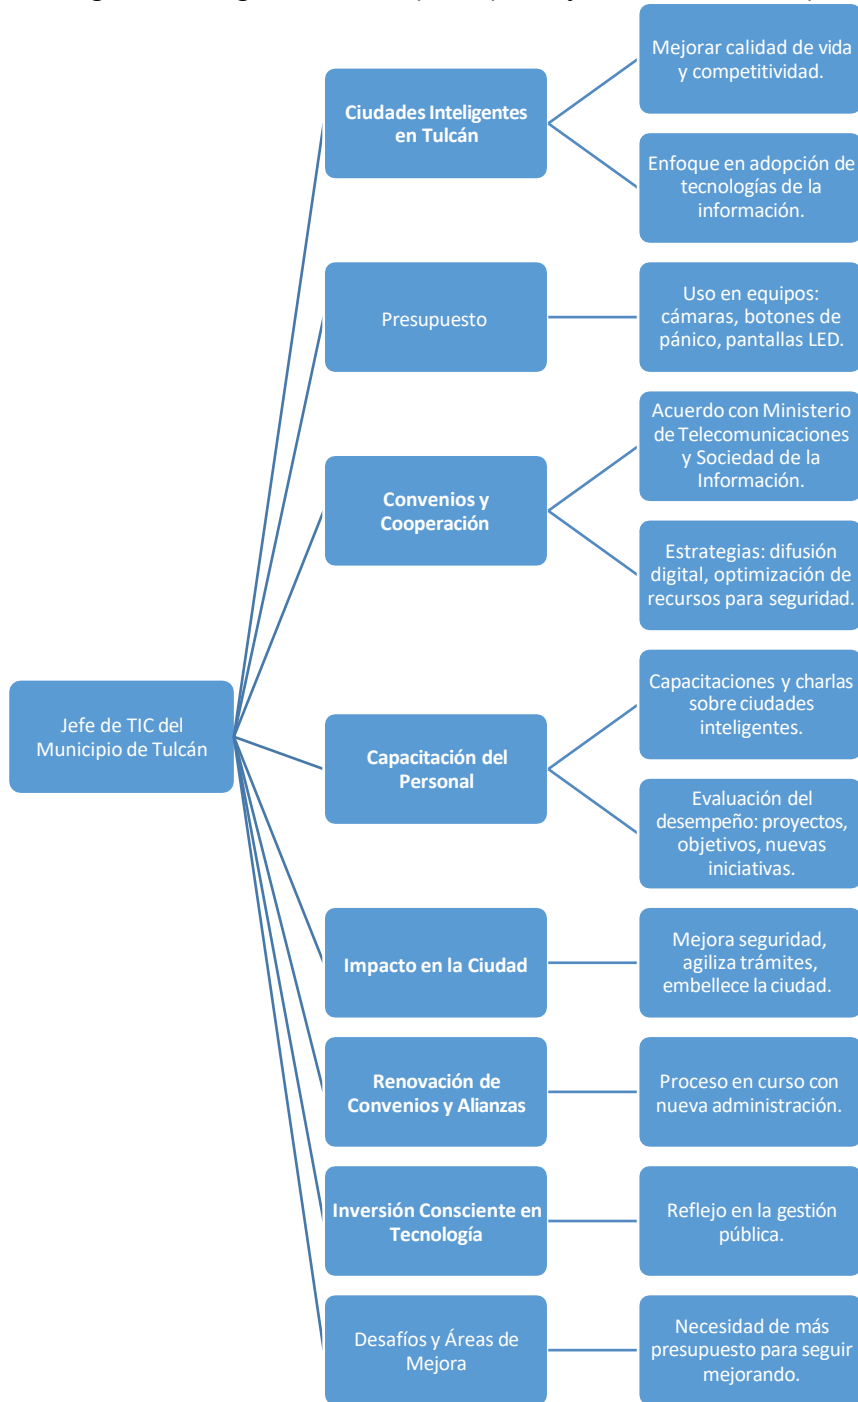 Mejorar calidad de vida
y competitividad.
Ciudades Inteligentes
en Tulcán
Enfoque en adopción de
tecnologías de la
información.
Presupuesto
Uso en equipos:
cámaras, botones de
pánico, pantallas LED.
Acuerdo con Ministerio
de Telecomunicaciones
y Sociedad de la
Información.
Convenios y
Cooperación
Estrategias: difusión
digital, optimización de
recursos para seguridad.
Jefe de TIC del
Municipio de Tulcán
Capacitaciones y charlas
sobre ciudades
inteligentes.
Capacitación del
Personal
Evaluación del
desempeño: proyectos,
objetivos, nuevas
iniciativas.
Impacto en la Ciudad
Mejora seguridad,
agiliza trámites,
embellece la ciudad.
Renovación de
Convenios y Alianzas
Proceso en curso con
nueva administración.
Inversión Consciente en
Tecnología
Reflejo en la gestión
pública.
Desafíos y Áreas de
Mejora
Necesidad de más
presupuesto para seguir
mejorando.